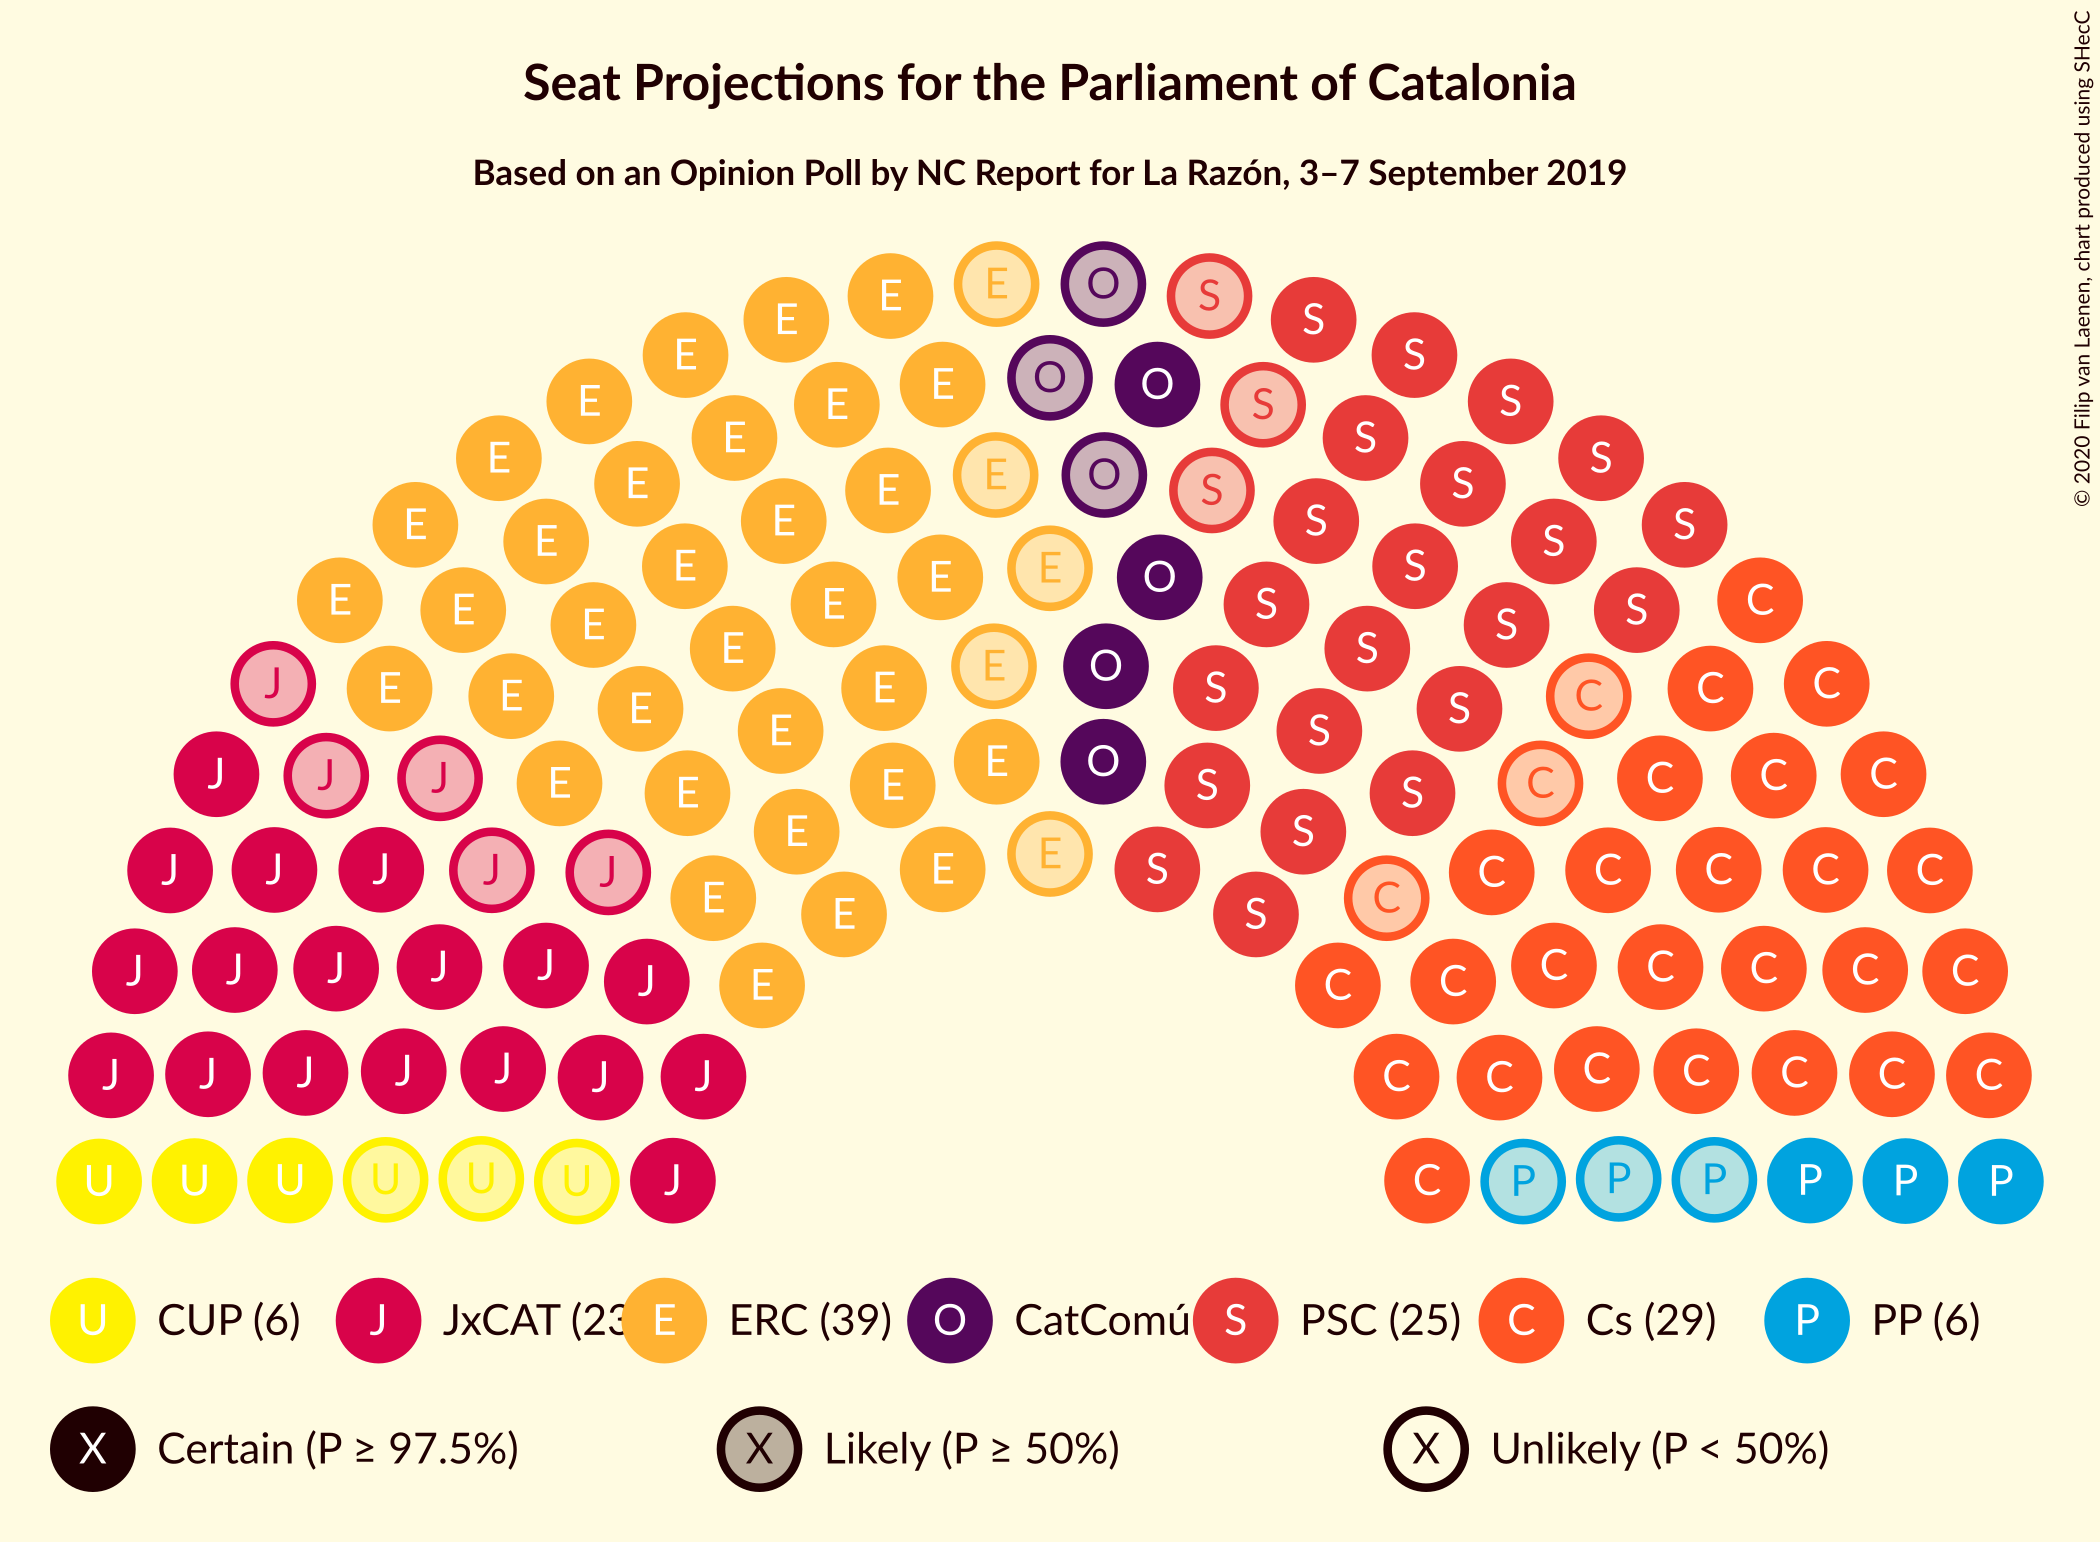 Seat Projections for the Parliament of Catalonia
Based on an Opinion Poll by NC Report for La Razón, 3–7 September 2019
© 2020 Filip van Laenen, chart produced using SHecC
E E O S
E S
E E O O S S
E S
E E E E O S S S
E S
E E E E E O S S S S
E S
E E E E E S S S S C
J E E E E E O S S S S C C C
J J J E E E E E O S S S S C C C C
J J J J J E E E E S S C C C C C C
J J J J J J E C C C C C C C
J J J J J J J C C C C C C C
U U U U U U J C P P P P P P
U CUP (6) J JxCAT (23 E ERC (39) O CatComú S PSC (25) C Cs (29) P PP (6)
X Certain (P ≥ 97.5%) X Likely (P ≥ 50%) X Unlikely (P < 50%)